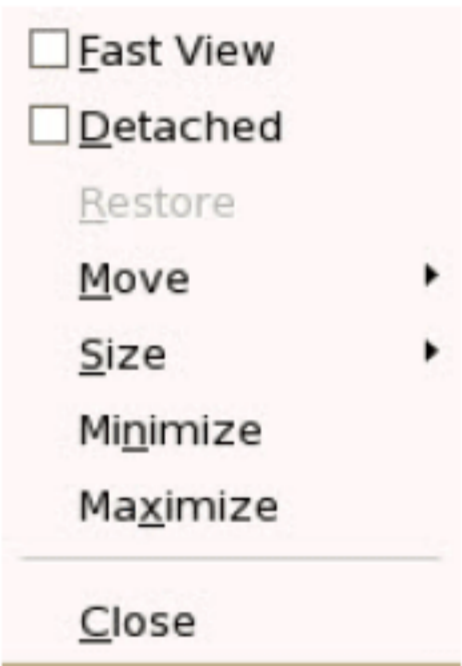 Fast View
Detached
Restore
Move
Size
Minimize
Maximize
Close